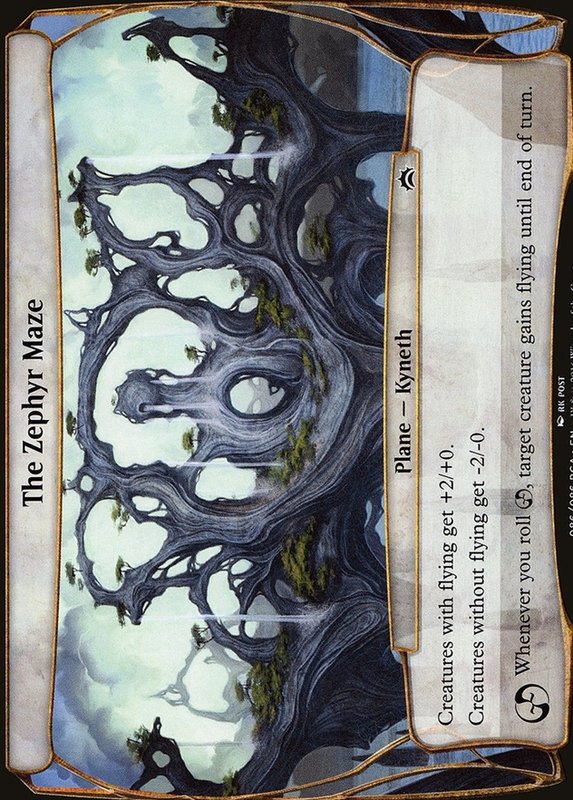 The Zephyr Maze
Plane — Kyneth
Creatures with flying get +2/+0.
Creatures without flying get -2/-0.
Whenever you roll , target creature gains flying until end of turn.
RK POST